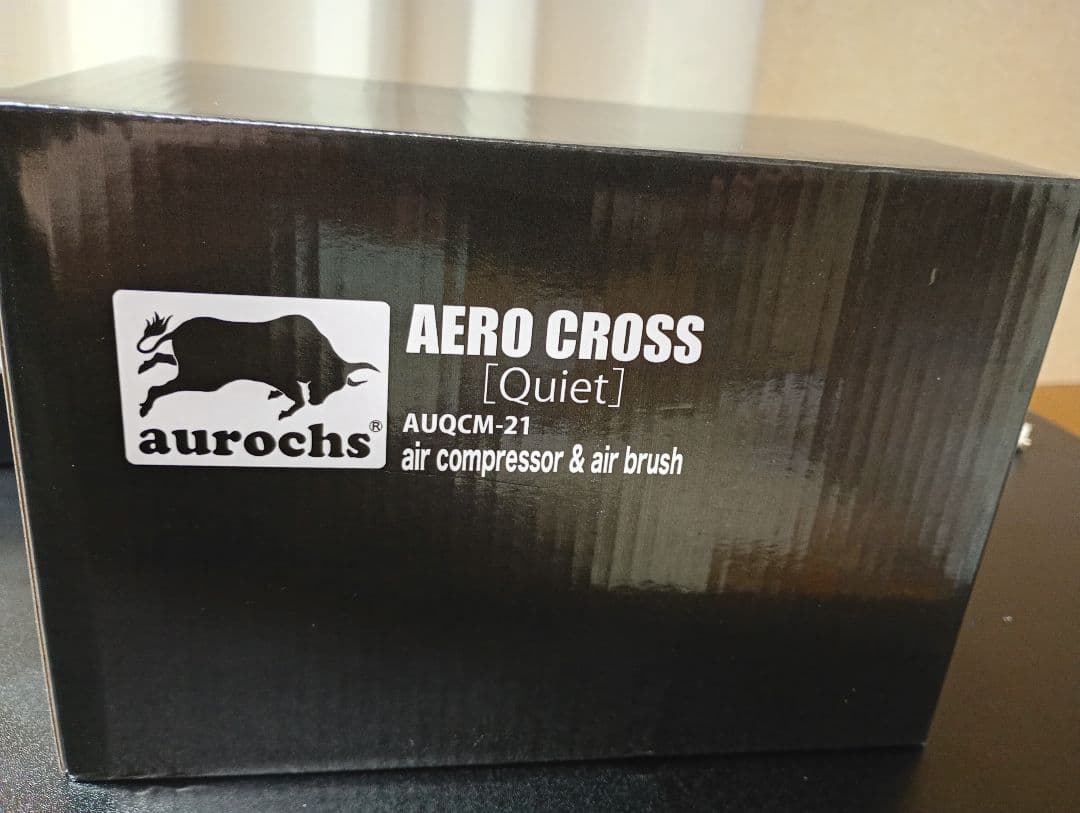 aurochs®
AERO CROSS
[Quiet]
AUQCM-21
air compressor & air brush